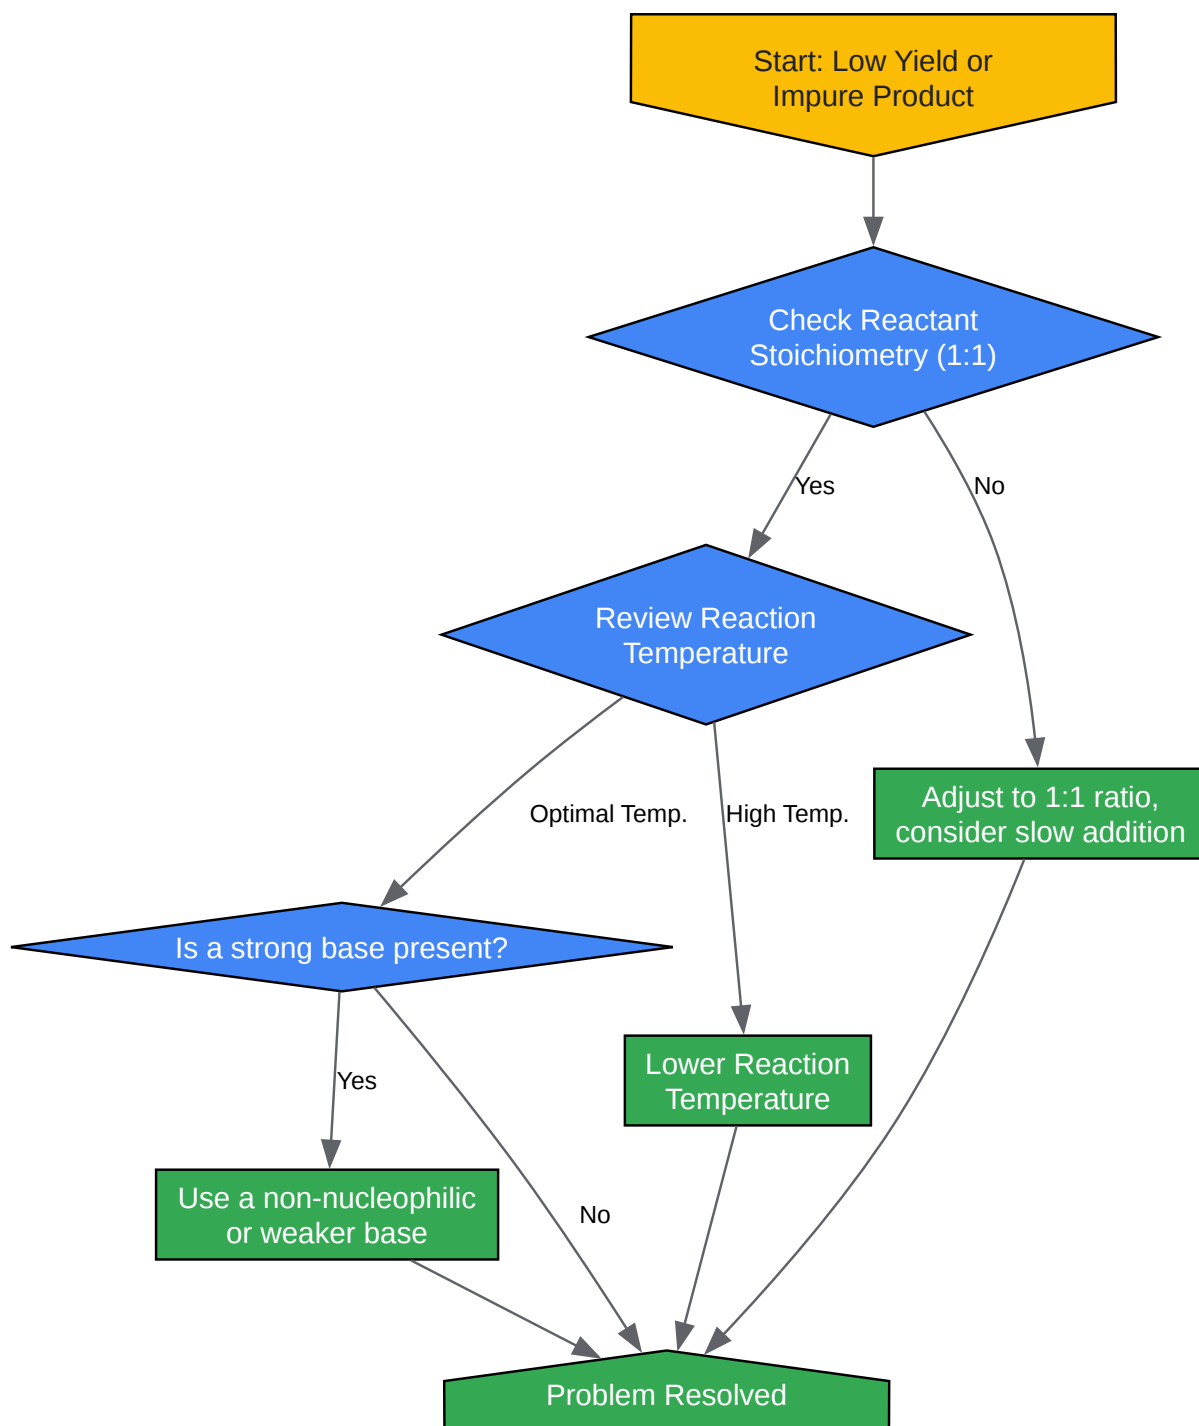 Start: Low Yield or
Impure Product
Check Reactant
Stoichiometry (1:1)
Yes
No
Review Reaction
Temperature
Optimal Temp.
High Temp.
Adjust to 1:1 ratio,
consider slow addition
Is a strong base present?
Lower Reaction
Temperature
Yes
Use a non-nucleophilic
or weaker base
No
Problem Resolved